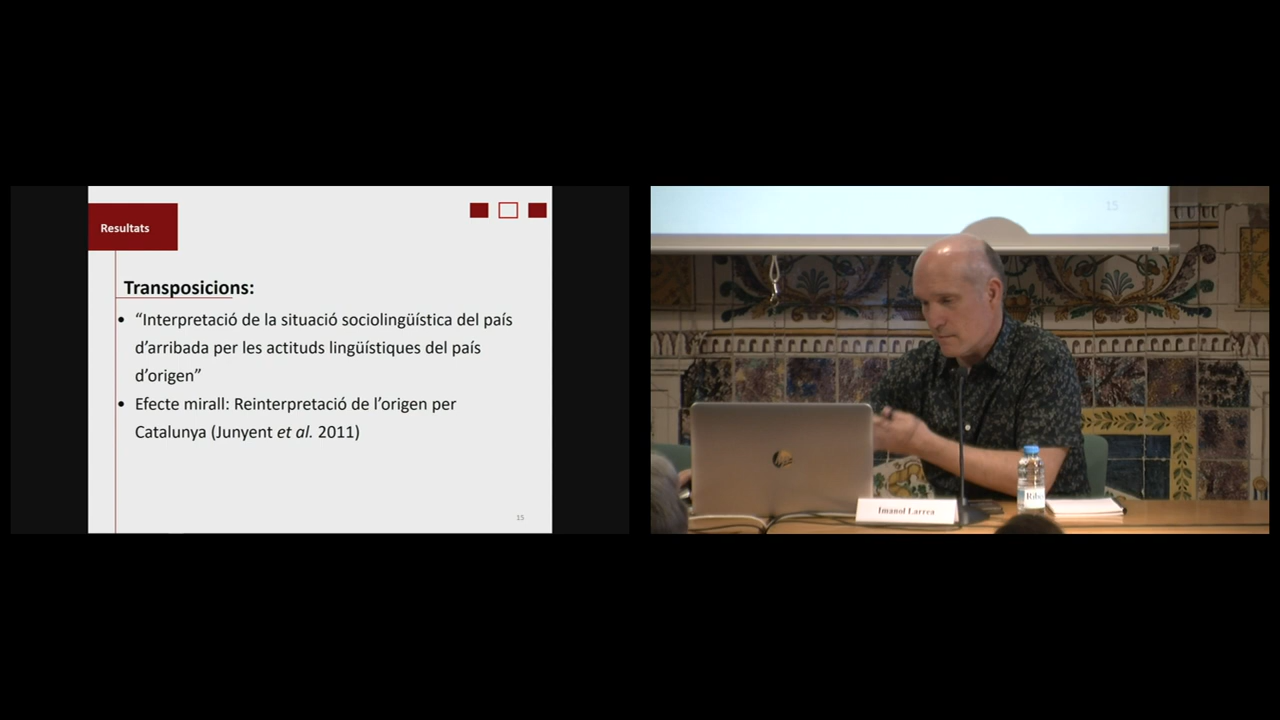 Resultats
Transposicions:
• “Interpretació de la situació sociolingüística del país
d’arribada per les actituds lingüístiques del país
d’origen”
• Efecte mirall: Reinterpretació de l’origen per
Catalunya (Junyent et al. 2011)
15
15
hp
Imanol Larrea